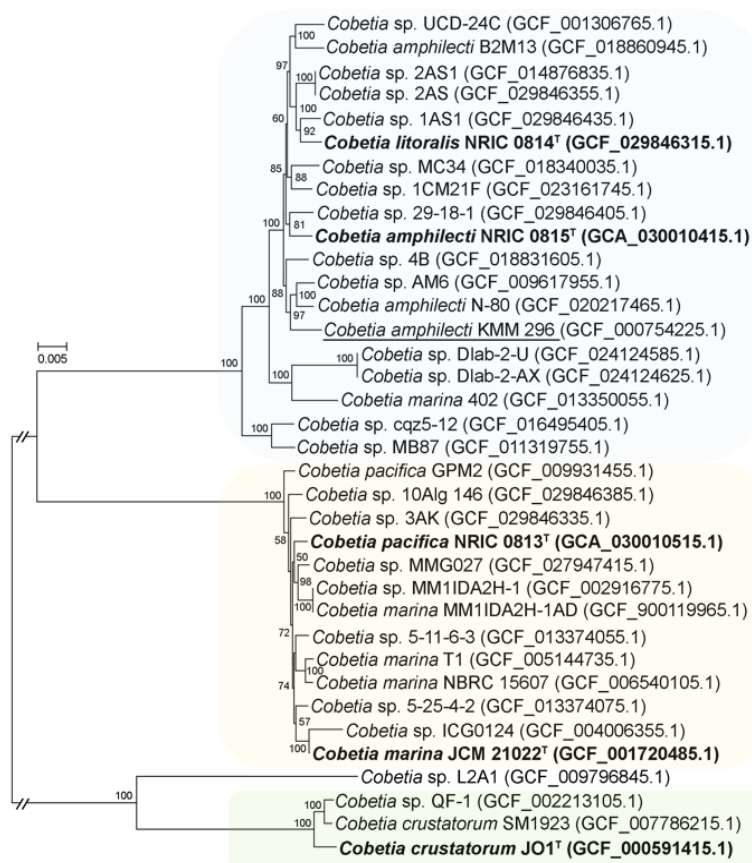 Cobetia sp. UCD-24C (GCF_001306765.1)
100
Cobetia amphilecti B2M13 (GCF_018860945.1)
97
Cobetia sp. 2AS1 (GCF_014876835.1)
Cobetia sp. 2AS (GCF_029846355.1)
100
60
Cobetia sp. 1AS1 (GCF_029846435.1)
92
Cobetia litoralis NRIC 0814ᵀ (GCF_029846315.1)
85
Cobetia sp. MC34 (GCF_018340035.1)
88
Cobetia sp. 1CM21F (GCF_023161745.1)
Cobetia sp. 29-18-1 (GCF_029846405.1)
100
81
Cobetia amphilecti NRIC 0815ᵀ (GCA_030010415.1)
Cobetia sp. 4B (GCF_018831605.1)
Cobetia sp. AM6 (GCF_009617955.1)
88
100
Cobetia amphilecti N-80 (GCF_020217465.1)
100
97
Cobetia amphilecti KMM 296 (GCF_000754225.1)
0.005
Cobetia sp. Dlab-2-U (GCF_024124585.1)
100
100
100
Cobetia sp. Dlab-2-AX (GCF_024124625.1)
Cobetia marina 402 (GCF_013350055.1)
Cobetia sp. cqz5-12 (GCF_016495405.1)
100
Cobetia sp. MB87 (GCF_011319755.1)
Cobetia pacifica GPM2 (GCF_009931455.1)
100
Cobetia sp. 10Alg 146 (GCF_029846385.1)
Cobetia sp. 3AK (GCF_029846335.1)
58
Cobetia pacifica NRIC 0813ᵀ (GCA_030010515.1)
50
Cobetia sp. MMG027 (GCF_027947415.1)
98
Cobetia sp. MM1IDA2H-1 (GCF_002916775.1)
100
Cobetia marina MM1IDA2H-1AD (GCF_900119965.1)
72
Cobetia sp. 5-11-6-3 (GCF_013374055.1)
Cobetia marina T1 (GCF_005144735.1)
100
74
Cobetia marina NBRC 15607 (GCF_006540105.1)
Cobetia sp. 5-25-4-2 (GCF_013374075.1)
57
Cobetia sp. ICG0124 (GCF_004006355.1)
100
Cobetia marina JCM 21022ᵀ (GCF_001720485.1)
Cobetia sp. L2A1 (GCF_009796845.1)
100
Cobetia sp. QF-1 (GCF_002213105.1)
100
Cobetia crustatorum SM1923 (GCF_007786215.1)
100
Cobetia crustatorum JO1ᵀ (GCF_000591415.1)